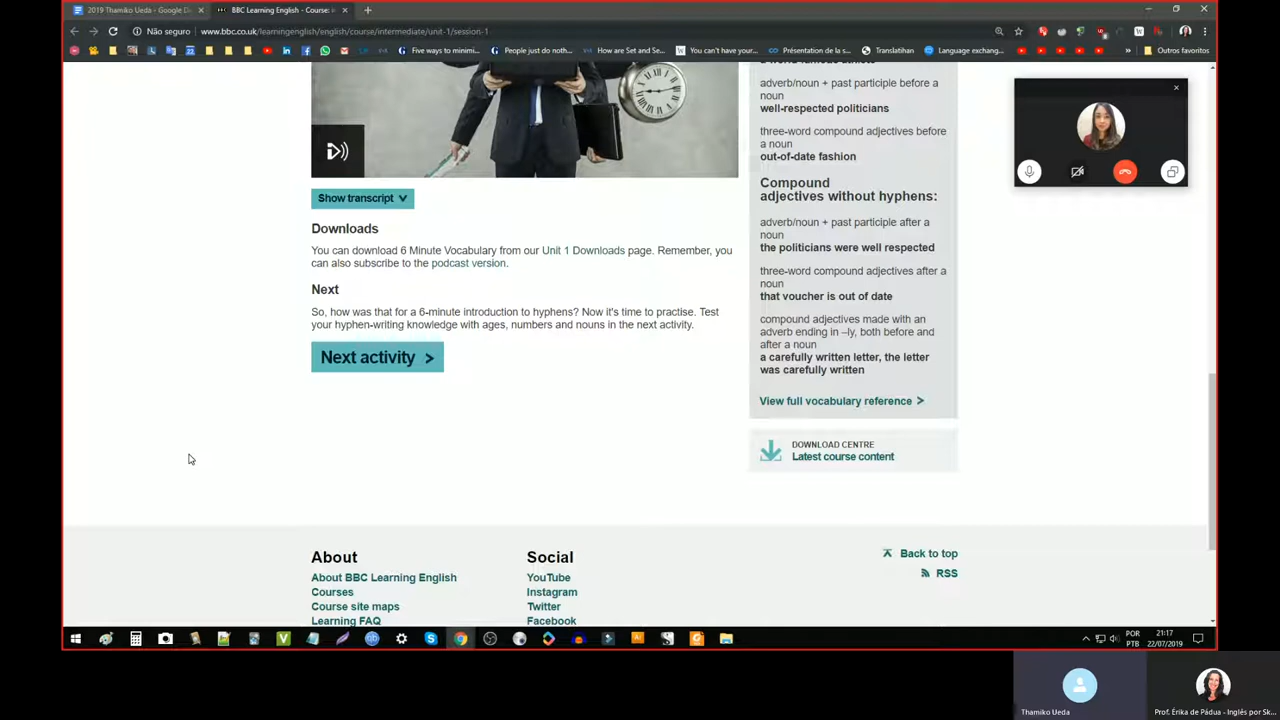 2019 Thamiko Ueda - Google D
BBC Learning English - Course: i
Não seguro
www.bbc.co.uk/learningenglish/english/course/intermediate/unit-1/session-1
Five ways to minimi...
People just do noth...
How are Set and Se...
You can't have your...
Présentation de la s...
Translatihan
Language exchang...
Outros favoritos
adverb/noun + past participle before a
noun
well-respected politicians
three-word compound adjectives before
a noun
out-of-date fashion
Compound
adjectives without hyphens:
adverb/noun + past participle after a
noun
the politicians were well respected
three-word compound adjectives after a
noun
that voucher is out of date
compound adjectives made with an
adverb ending in –ly, both before and
after a noun
a carefully written letter, the letter
was carefully written
View full vocabulary reference >
DOWNLOAD CENTRE
Latest course content
Show transcript
Downloads
You can download 6 Minute Vocabulary from our Unit 1 Downloads page. Remember, you
can also subscribe to the podcast version.
Next
So, how was that for a 6-minute introduction to hyphens? Now it's time to practise. Test
your hyphen-writing knowledge with ages, numbers and nouns in the next activity.
Next activity >
About
About BBC Learning English
Courses
Course site maps
Learning FAQ
Social
YouTube
Instagram
Twitter
Facebook
Back to top
RSS
POR
PTB
21:17
22/07/2019
Thamiko Ueda
Prof. Érika de Pádua - Inglês por Sk...